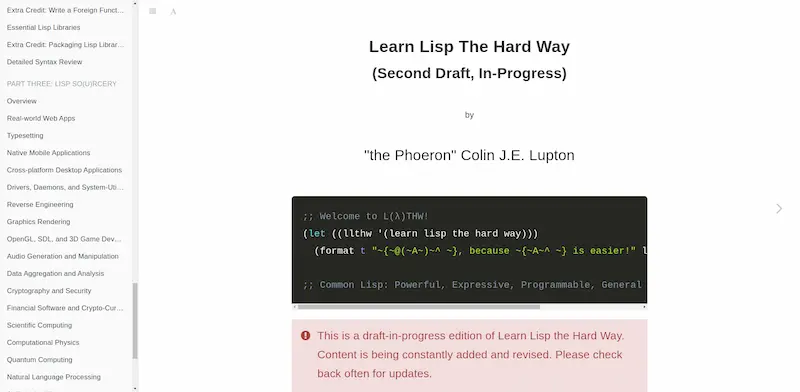 Extra Credit: Write a Foreign Funct...
Essential Lisp Libraries
Extra Credit: Packaging Lisp Librar...
Detailed Syntax Review
PART THREE: LISP SO(U)RCERY
Overview
Real-world Web Apps
Typesetting
Native Mobile Applications
Cross-platform Desktop Applications
Drivers, Daemons, and System-Uti...
Reverse Engineering
Graphics Rendering
OpenGL, SDL, and 3D Game Dev...
Audio Generation and Manipulation
Data Aggregation and Analysis
Cryptography and Security
Financial Software and Crypto-Cur...
Scientific Computing
Computational Physics
Quantum Computing
Natural Language Processing
A
Learn Lisp The Hard Way
(Second Draft, In-Progress)
by
"the Phoeron" Colin J.E. Lupton
;; Welcome to L(λ)THW!
(let ((llthw '(learn lisp the hard way)))
(format t "~{~@(~A~)~^ ~}, because ~{~A~^ ~} is easier!" l
;; Common Lisp: Powerful, Expressive, Programmable, General
This is a draft-in-progress edition of Learn Lisp the Hard Way.
Content is being constantly added and revised. Please check
back often for updates.